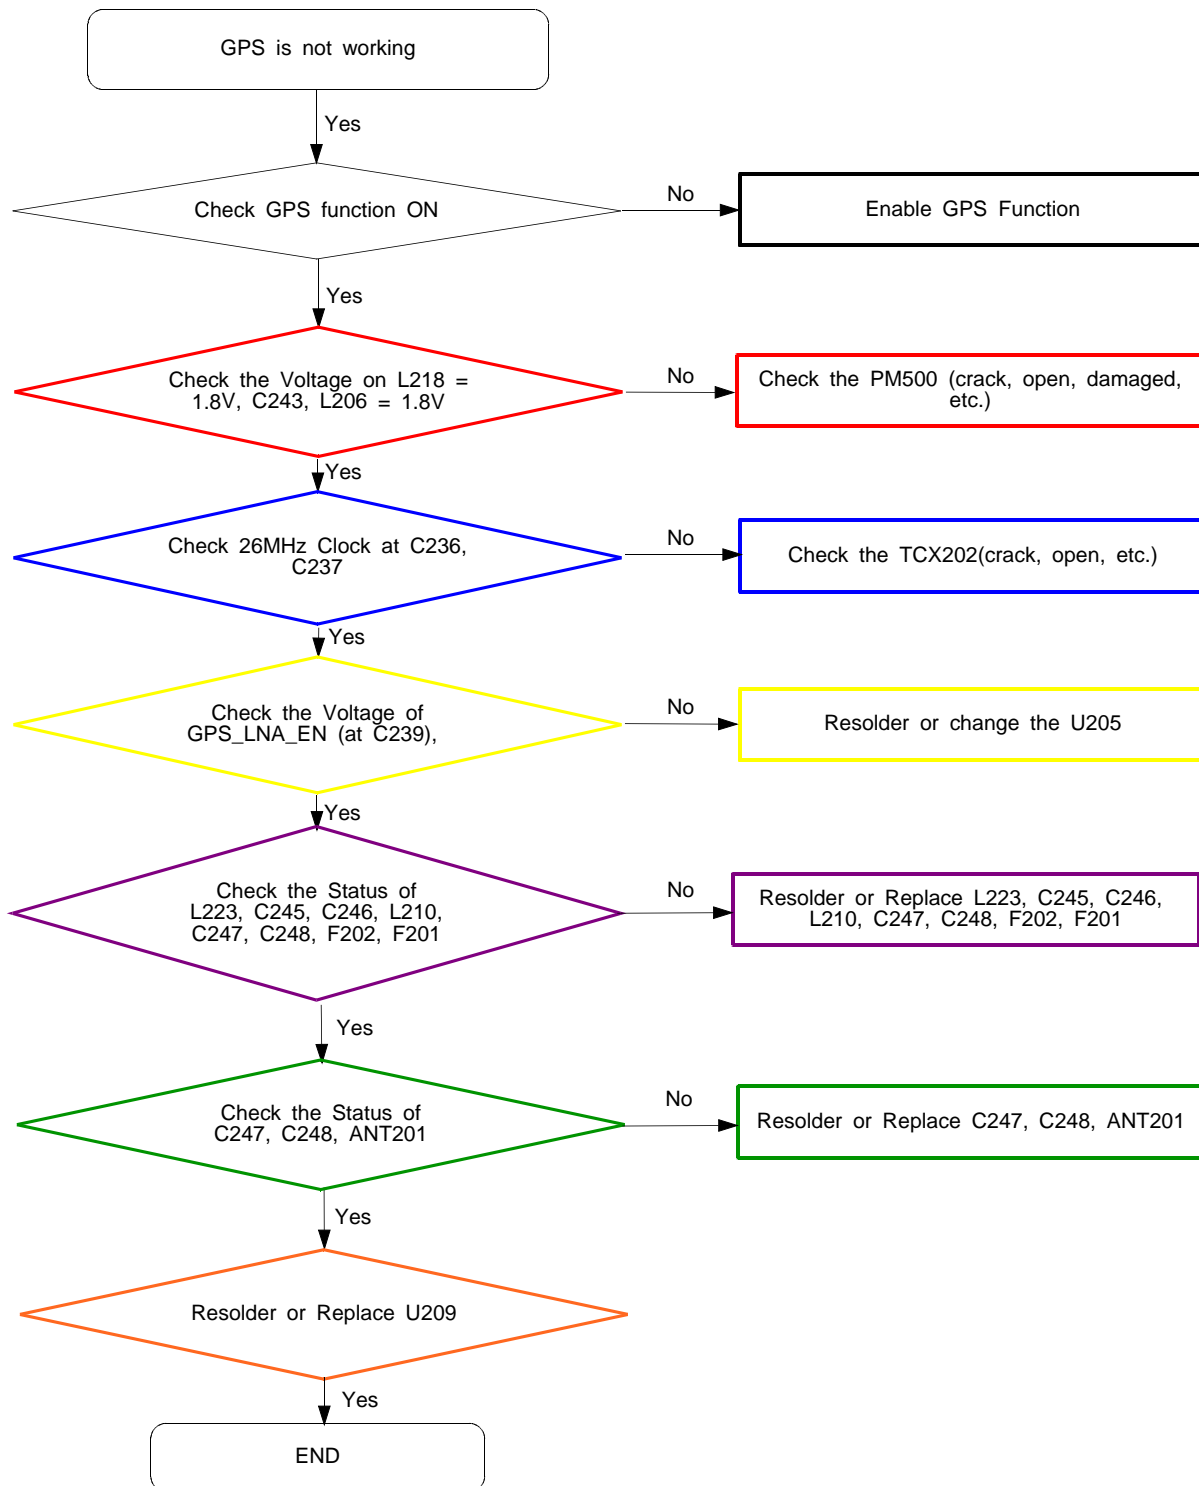 GPS is not working
Yes
Check GPS function ON
No
Enable GPS Function
Yes
Check the Voltage on L218 =
1.8V, C243, L206 = 1.8V
No
Check the PM500 (crack, open, damaged,
etc.)
Yes
Check 26MHz Clock at C236,
C237
No
Check the TCX202(crack, open, etc.)
Yes
Check the Voltage of
GPS_LNA_EN (at C239),
No
Resolder or change the U205
Yes
Check the Status of
L223, C245, C246, L210,
C247, C248, F202, F201
No
Resolder or Replace L223, C245, C246,
L210, C247, C248, F202, F201
Yes
Check the Status of
C247, C248, ANT201
No
Resolder or Replace C247, C248, ANT201
Yes
Resolder or Replace U209
Yes
END